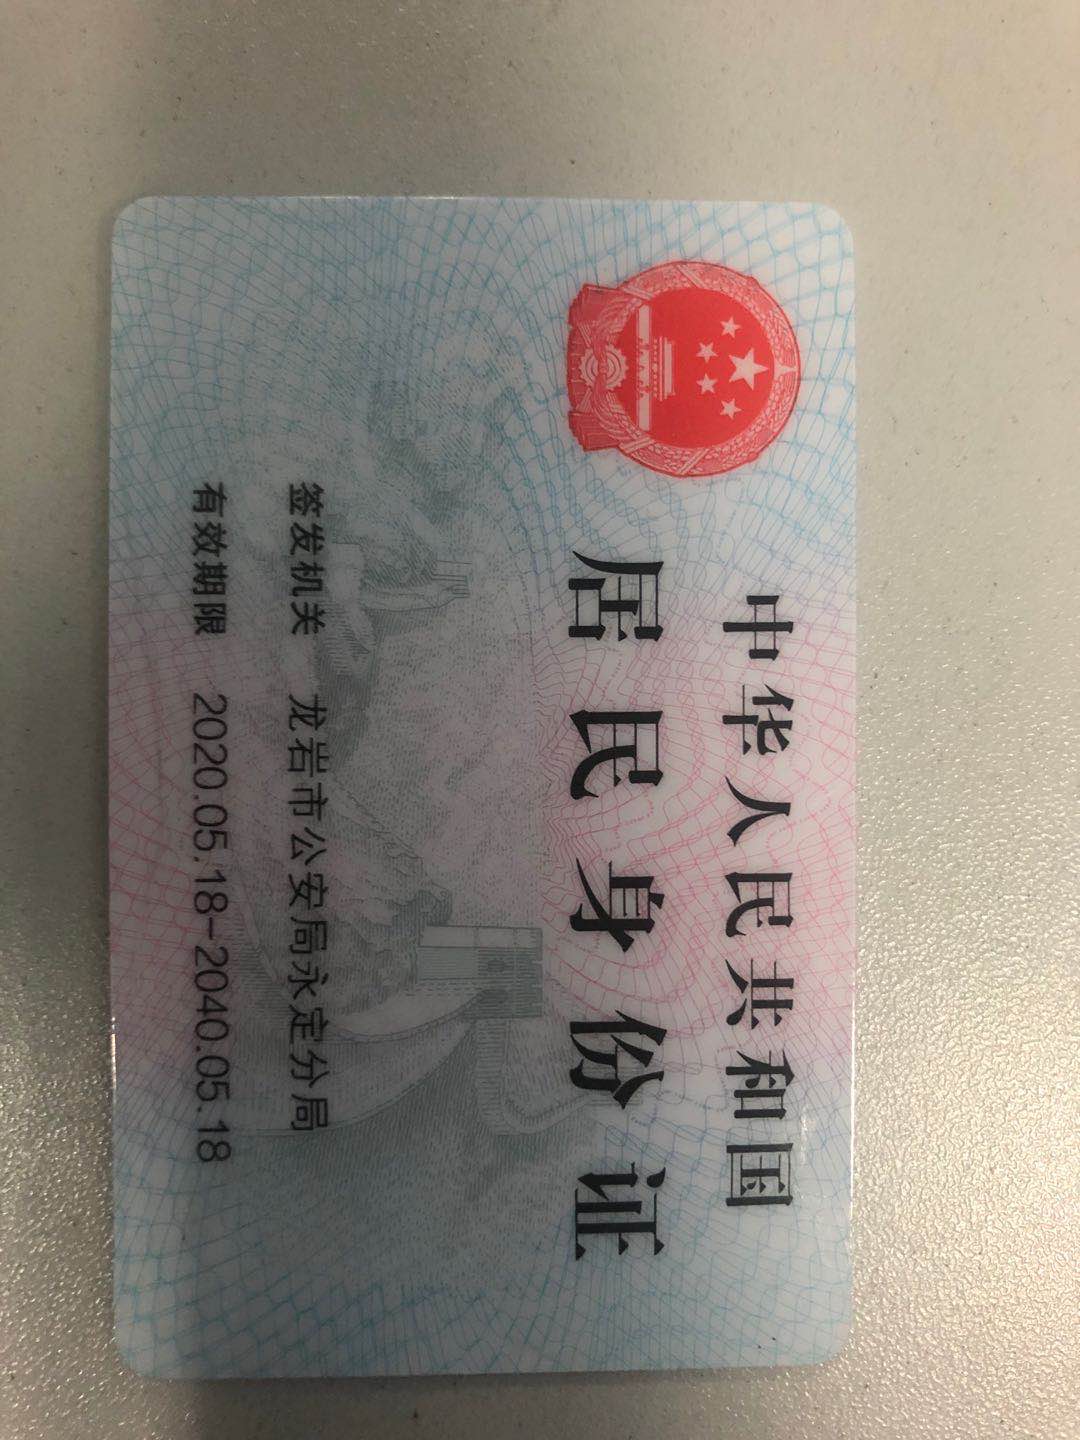 中华人民共和国
居民身份证
签发机关 龙岩市公安局永定分局
有效期限 2020.05.18-2040.05.18